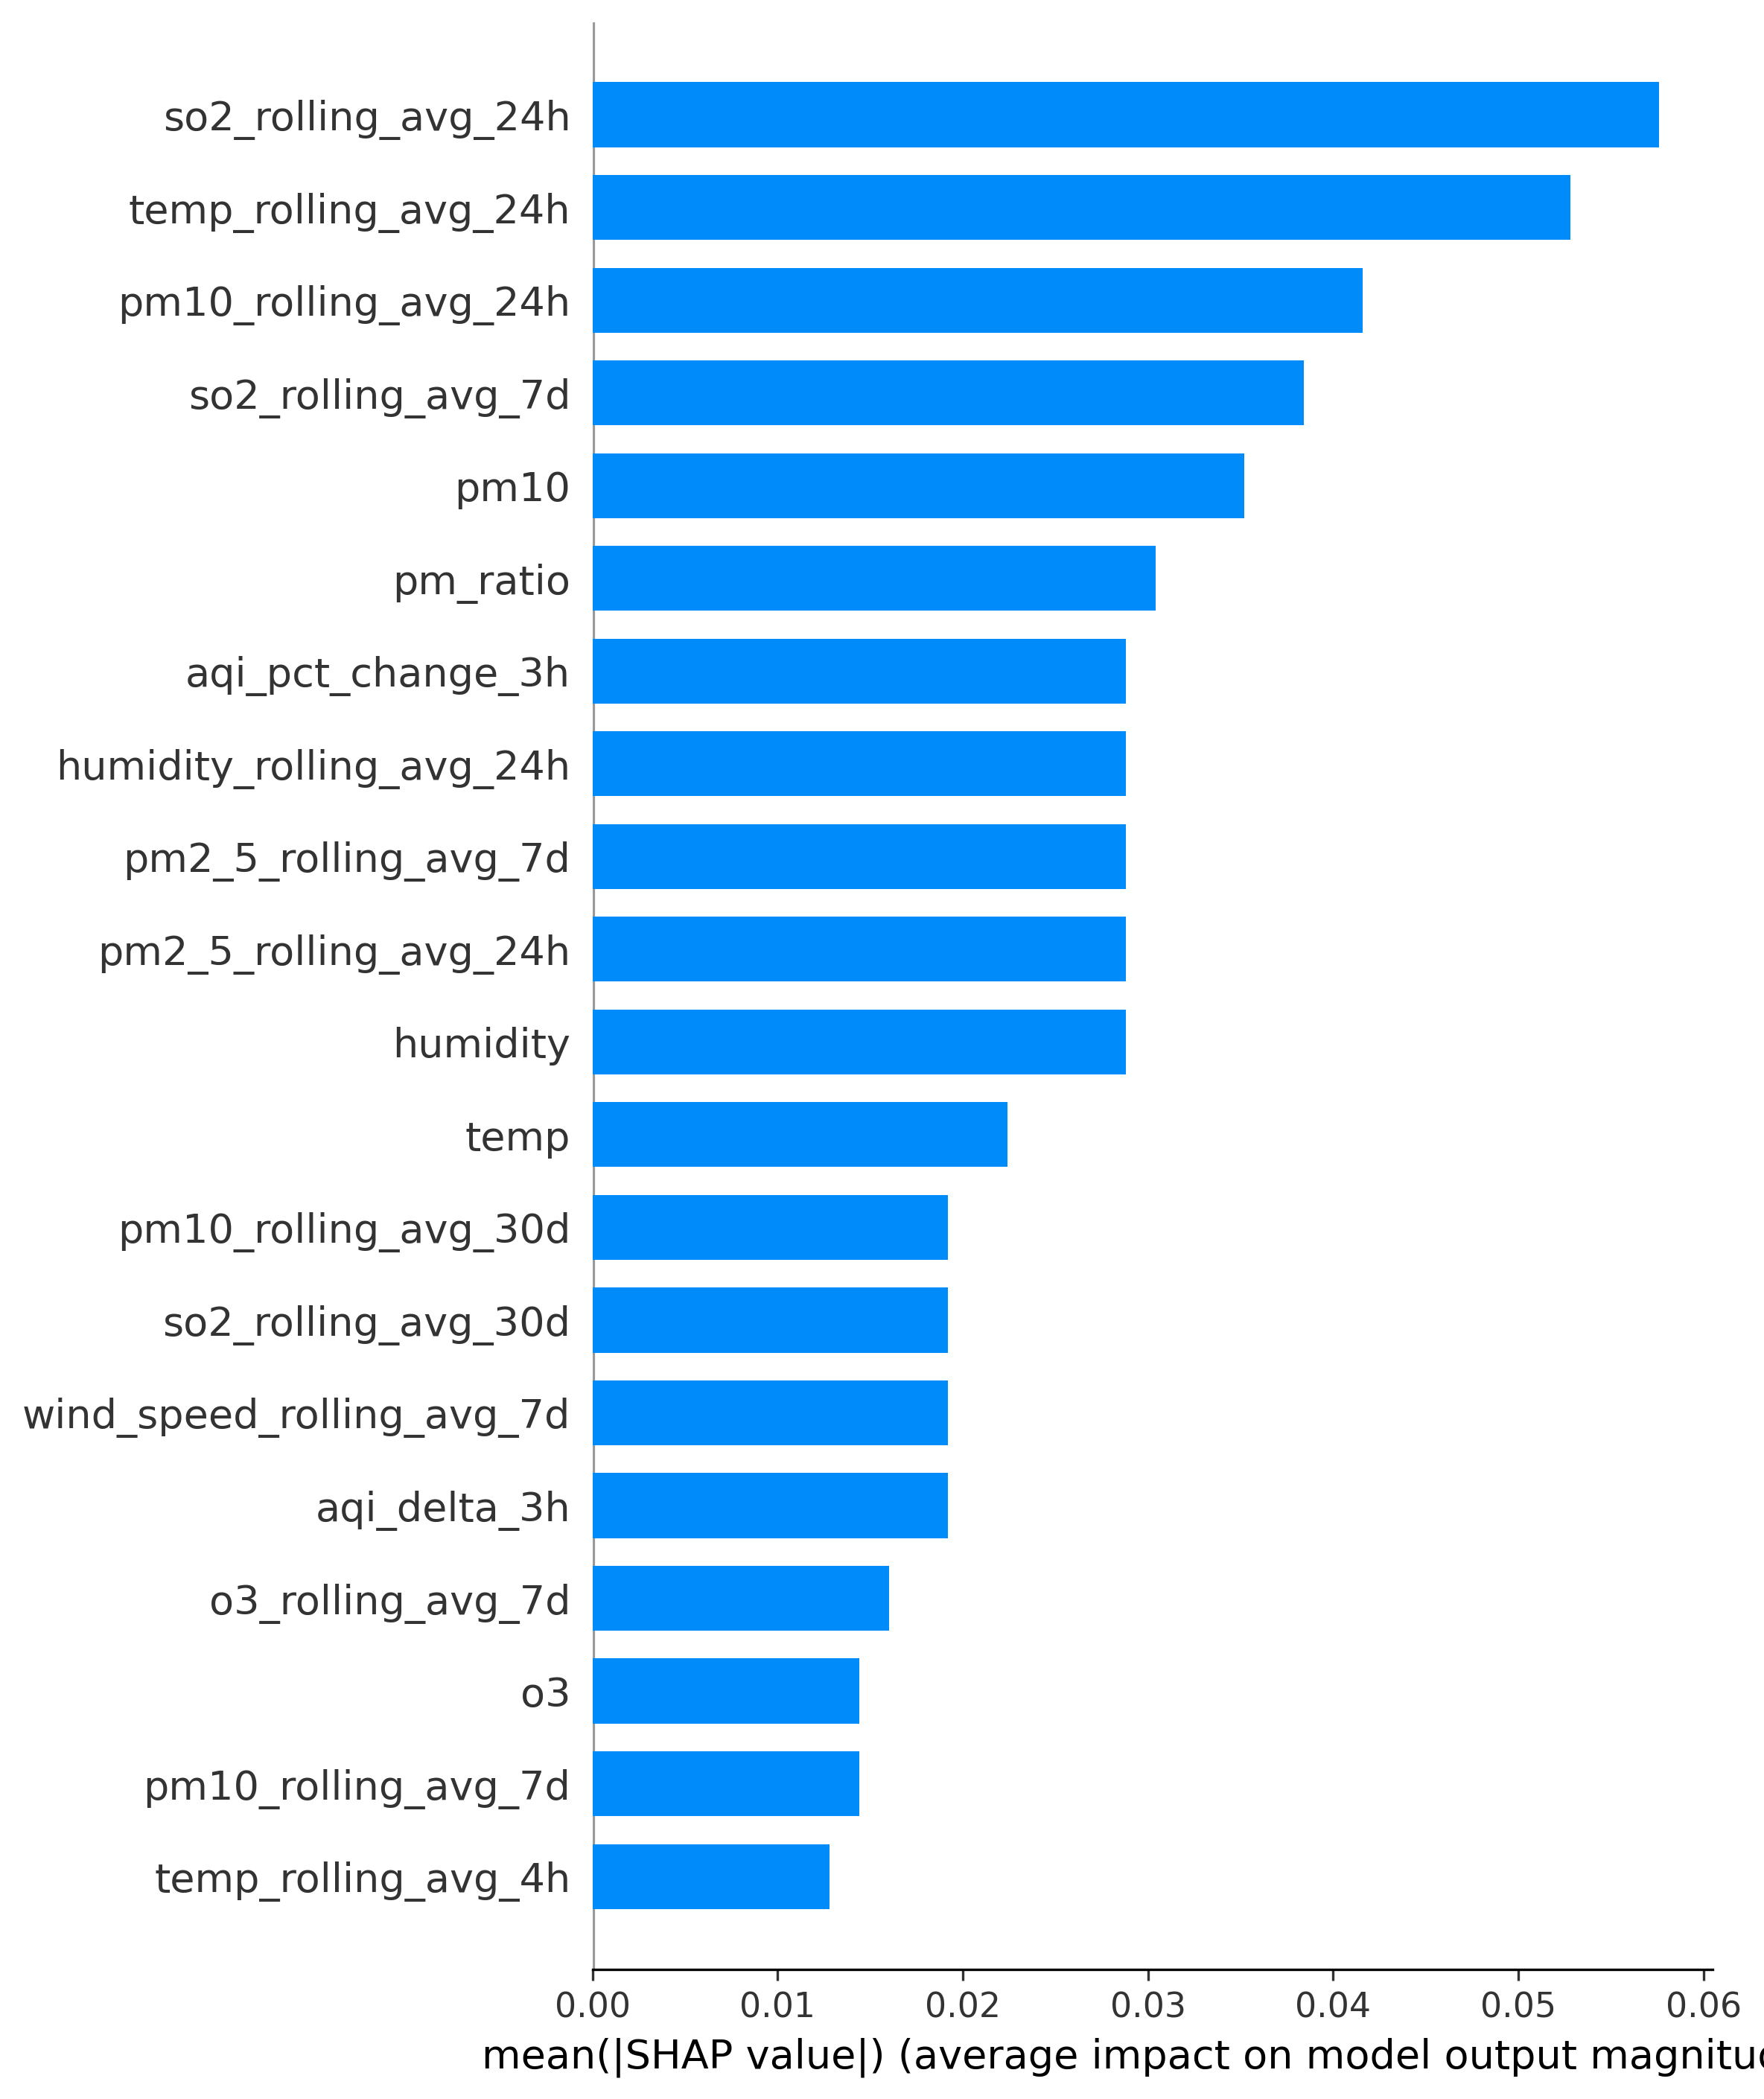 so2_rolling_avg_24h
temp_rolling_avg_24h
pm10_rolling_avg_24h
so2_rolling_avg_7d
pm10
pm_ratio
aqi_pct_change_3h
humidity_rolling_avg_24h
pm2_5_rolling_avg_7d
pm2_5_rolling_avg_24h
humidity
temp
pm10_rolling_avg_30d
so2_rolling_avg_30d
wind_speed_rolling_avg_7d
aqi_delta_3h
o3_rolling_avg_7d
o3
pm10_rolling_avg_7d
temp_rolling_avg_4h
0.00 0.01 0.02 0.03 0.04 0.05 0.06
mean(|SHAP value|) (average impact on model output